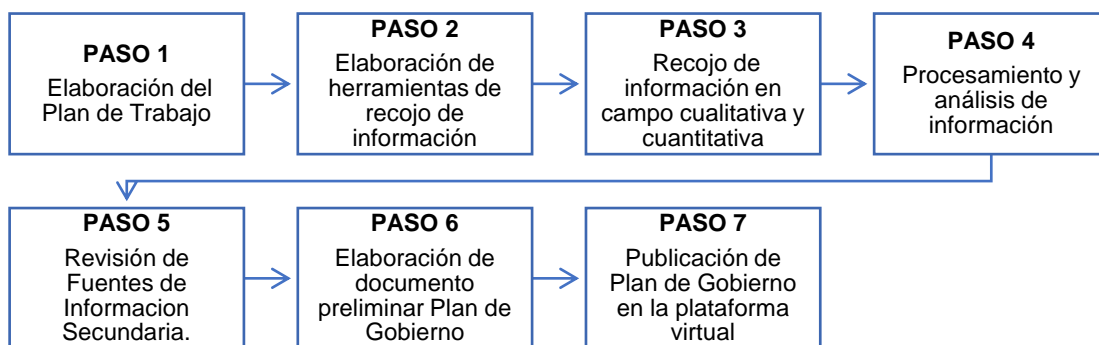 PASO 1
Elaboración del
Plan de Trabajo
PASO 2
Elaboración de
herramientas de
recojo de
información
PASO 3
Recojo de
información en
campo cualitativa y
cuantitativa
PASO 4
Procesamiento y
análisis de
información
PASO 5
Revisión de
Fuentes de
Informacion
Secundaria.
PASO 6
Elaboración de
documento
preliminar Plan de
Gobierno
PASO 7
Publicación de
Plan de Gobierno
en la plataforma
virtual